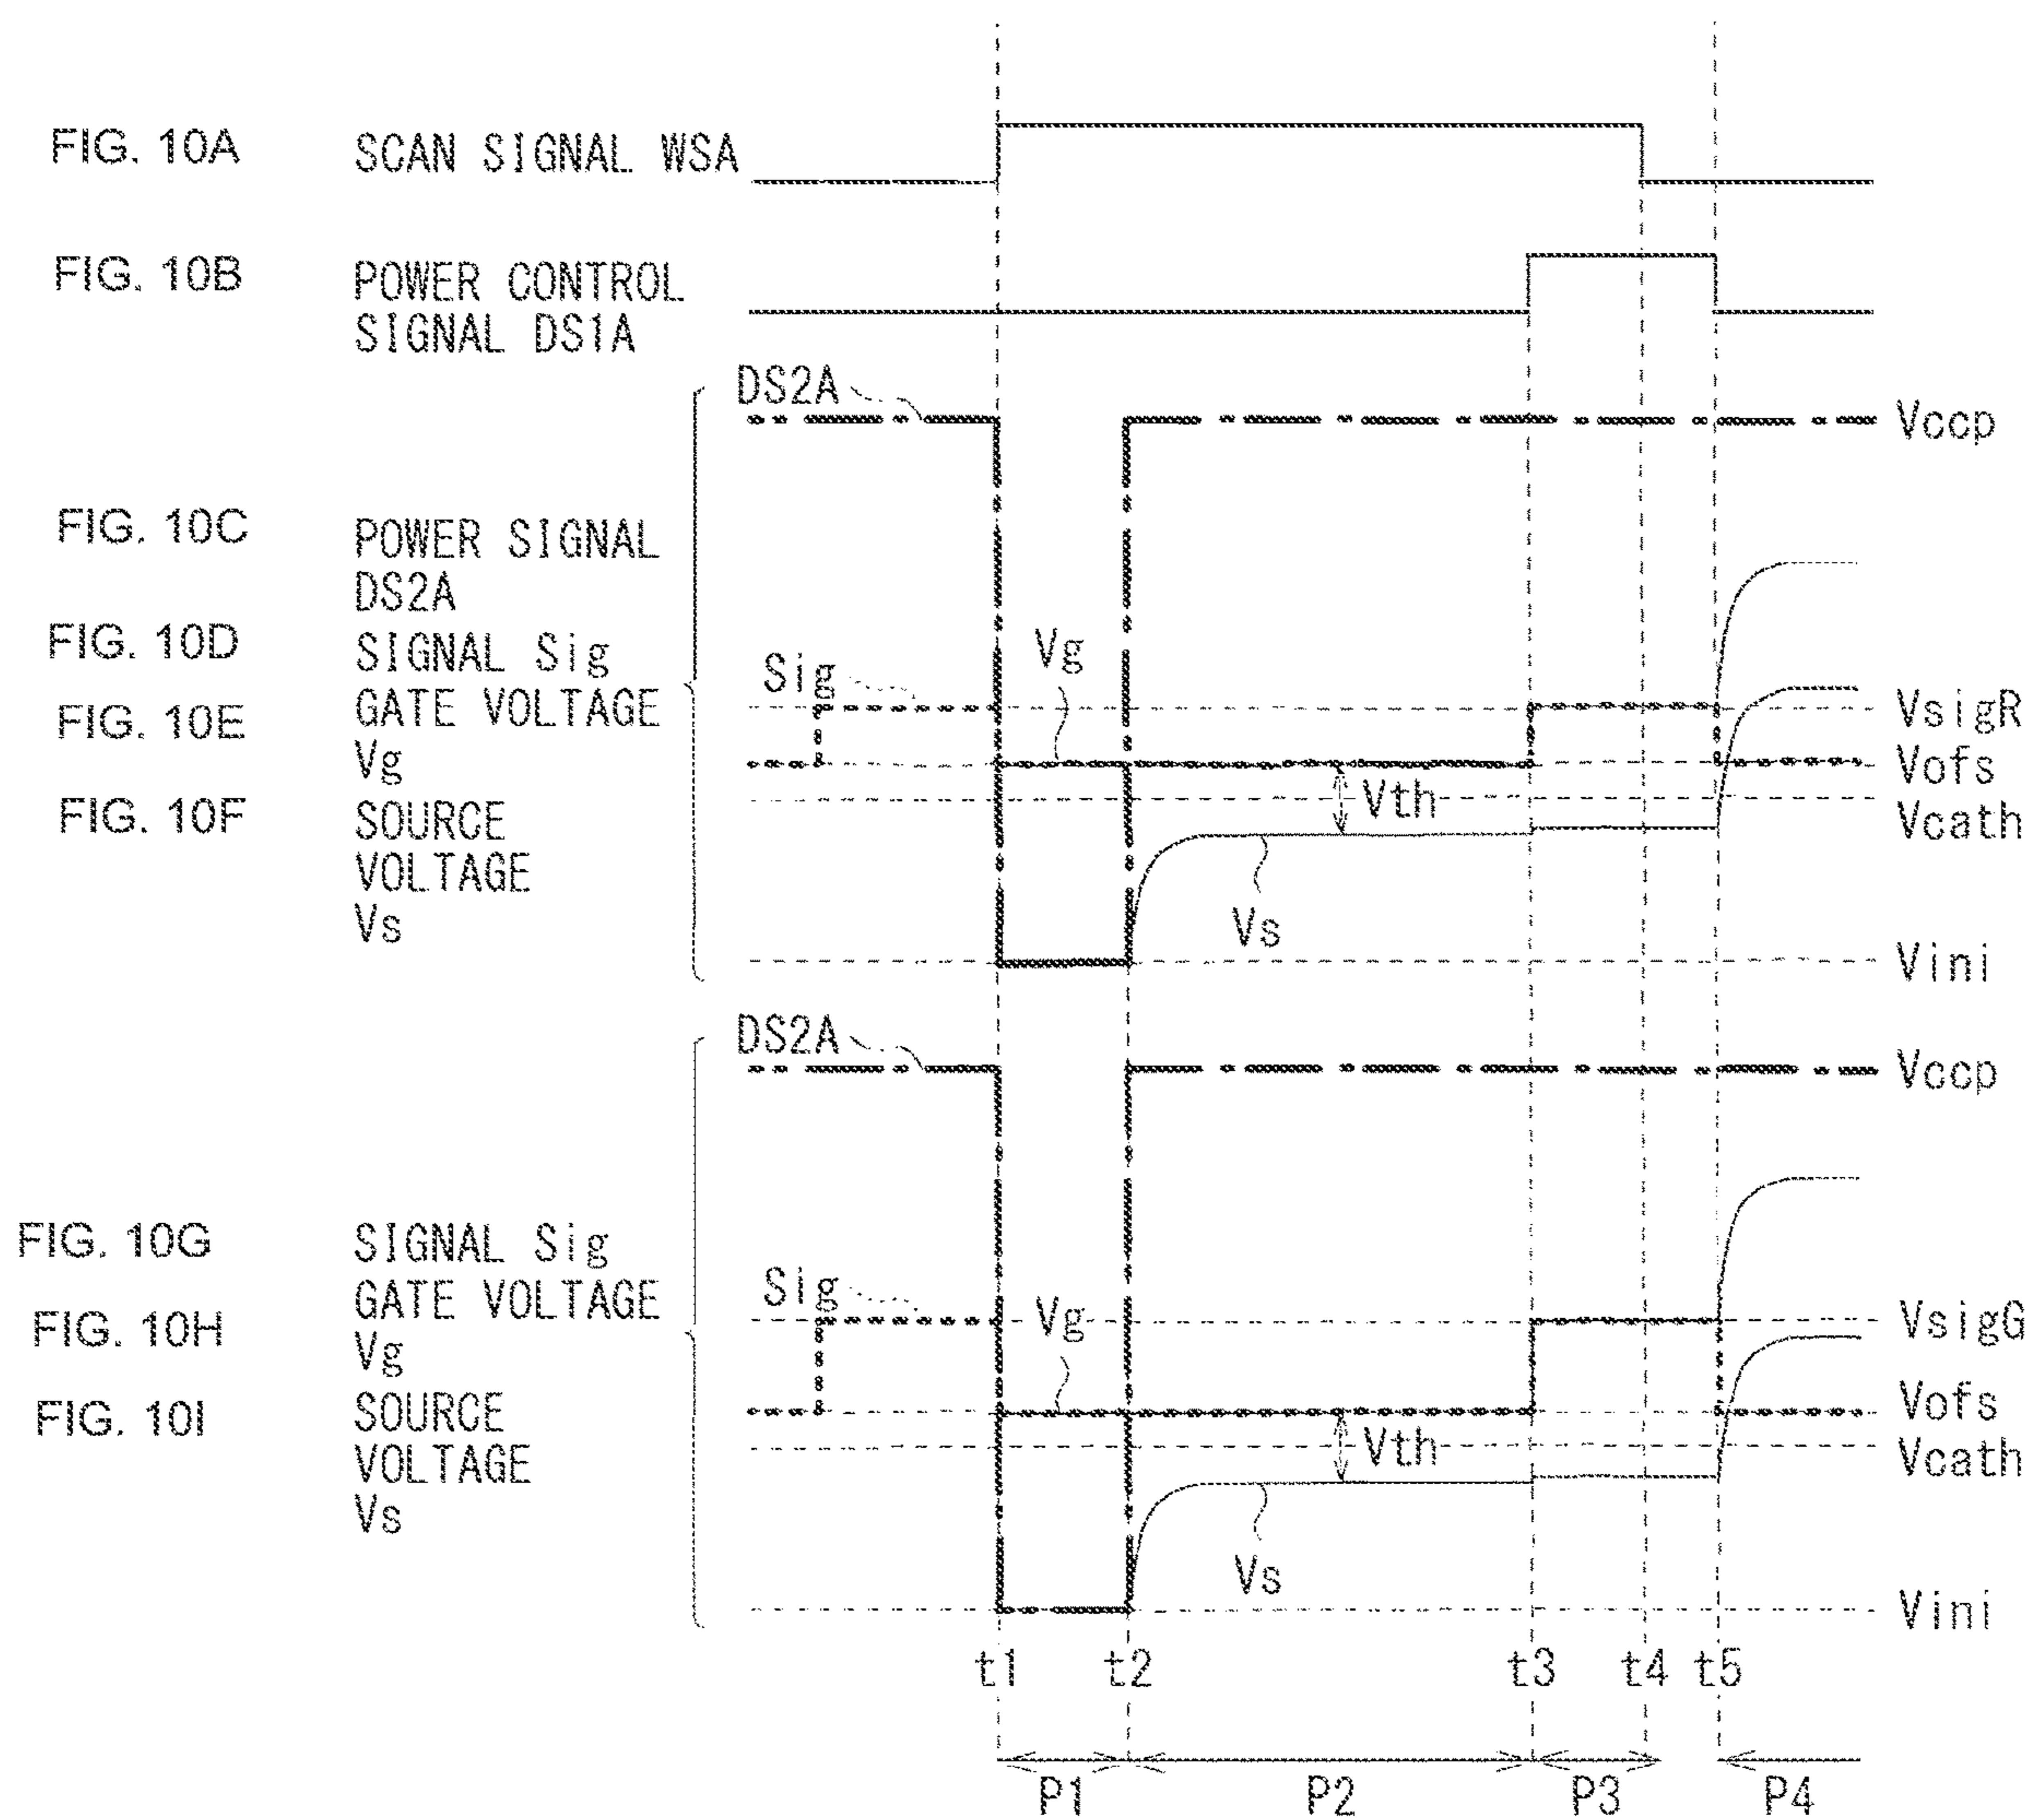 FIG. 10A SCAN SIGNAL WSA
FIG. 10B POWER CONTROL
SIGNAL DS1A
DS2A
Vccp
FIG. 10C POWER SIGNAL
DS2A
FIG. 10D SIGNAL Sig
Sig
Vg
GATE VOLTAGE
VsigR
FIG. 10E
Vg
Vofs
Vth
FIG. 10F SOURCE
Vcath
VOLTAGE
Vs
Vs
Vini
DS2A
Vccp
FIG. 10G SIGNAL Sig
Sig
GATE VOLTAGE
Vg
VsigG
FIG. 10H
Vg
Vofs
FIG. 10I SOURCE
Vth
Vcath
VOLTAGE
Vs
Vs
Vini
t1 t2 t3 t4 t5
P1 P2 P3 P4